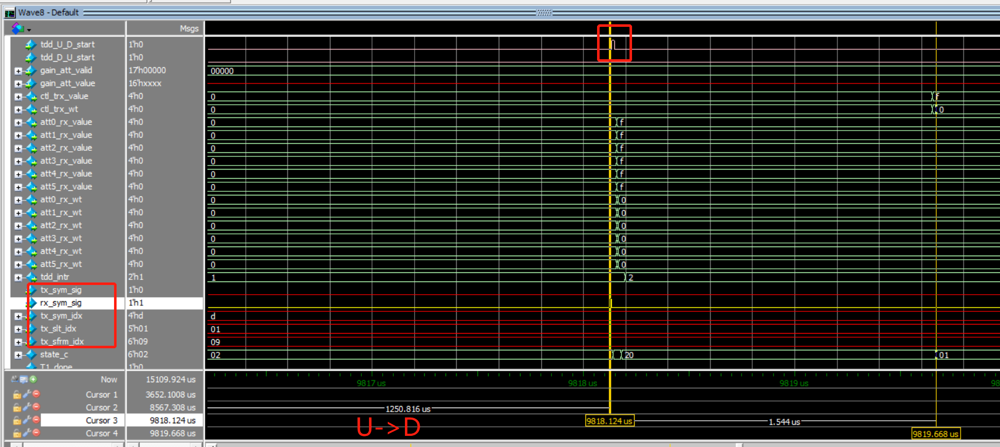 Wave8 - Default
Msgs
tdd_U_D_start 1'h0
tdd_D_U_start 1'h0
gain_att_valid 17'h00000 00000
gain_att_value 16'hxxxx
ctl_trx_value 4'h0 0 f
ctl_trx_wt 4'h0 0 0
att0_rx_value 4'h0 0 f
att1_rx_value 4'h0 0 f
att2_rx_value 4'h0 0 f
att3_rx_value 4'h0 0 f
att4_rx_value 4'h0 0 f
att5_rx_value 4'h0 0 f
att0_rx_wt 4'h0 0 0
att1_rx_wt 4'h0 0 0
att2_rx_wt 4'h0 0 0
att3_rx_wt 4'h0 0 0
att4_rx_wt 4'h0 0 0
att5_rx_wt 4'h0 0 0
tdd_intr 2'h1 1 2
tx_sym_sig 1'h0
rx_sym_sig 1'h1
tx_sym_idx 4'hd d
tx_slt_idx 5'h01 01
tx_sfrm_idx 6'h09 09
state_c 6'h02 02 20 01
T1_done 1'h0
Now 15109.924 us 9817 us 9818 us 9819 us 98
Cursor 1 3652.1008 us
Cursor 2 8567.308 us 1250.816 us
Cursor 3 9818.124 us 9818.124 us 1.544 us
U->D
Cursor 4 9819.668 us 9819.668 us